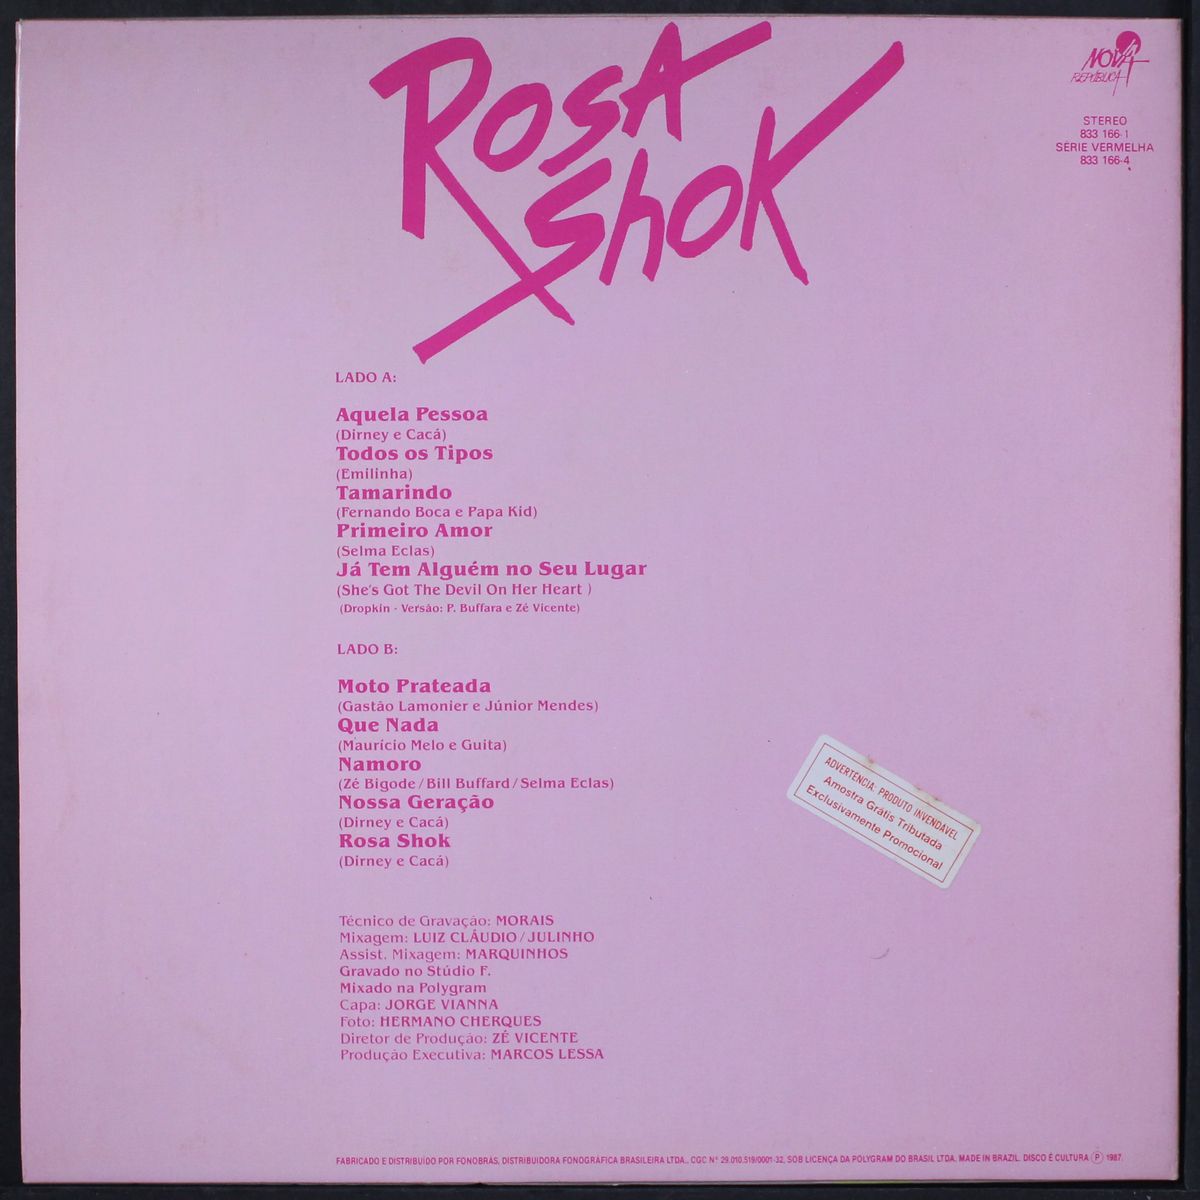 ROSA
ShOK
NOVA
REPÚBLICA
STEREO
833 166-1
SÉRIE VERMELHA
833 166-4
LADO A:
Aquela Pessoa
(Dirney e Cacá)
Todos os Tipos
(Emilinha)
Tamarindo
(Fernando Boca e Papa Kid)
Primeiro Amor
(Selma Eclas)
Já Tem Alguém no Seu Lugar
(She's Got The Devil On Her Heart )
(Dropkin - Versão: P. Buffara e Zé Vicente)
LADO B:
Moto Prateada
(Gastão Lamonier e Júnior Mendes)
Que Nada
(Maurício Melo e Guita)
Namoro
(Zé Bigode/Bill Buffard/Selma Eclas)
Nossa Geração
(Dirney e Cacá)
Rosa Shok
(Dirney e Cacá)
ADVERTENCIA: PRODUTO INVENDÁVEL
Amostra Grátis Tributada
Exclusivamente Promocional
Técnico de Gravação: MORAIS
Mixagem: LUIZ CLÁUDIO/JULINHO
Assist. Mixagem: MARQUINHOS
Gravado no Stúdio F.
Mixado na Polygram
Capa: JORGE VIANNA
Foto: HERMANO CHERQUES
Diretor de Produção: ZÉ VICENTE
Produção Executiva: MARCOS LESSA
FABRICADO E DISTRIBUÍDO POR FONOBRÁS, DISTRIBUIDORA FONOGRÁFICA BRASILEIRA LTDA., CGC Nº 29.010.519/0001-32, SOB LICENÇA DA POLYGRAM DO BRASIL LTDA. MADE IN BRAZIL. DISCO É CULTURA Ⓟ 1987.